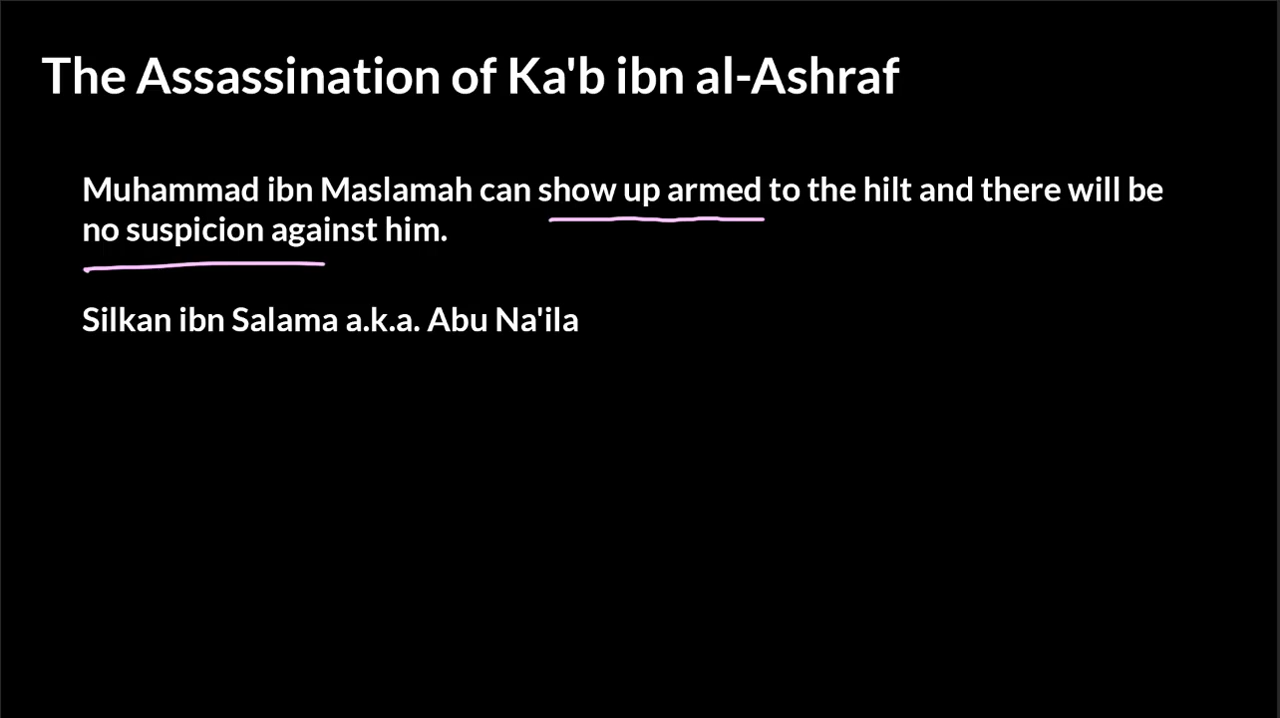 The Assassination of Ka'b ibn al-Ashraf
Muhammad ibn Maslamah can show up armed to the hilt and there will be
no suspicion against him.
Silkan ibn Salama a.k.a. Abu Na'ila